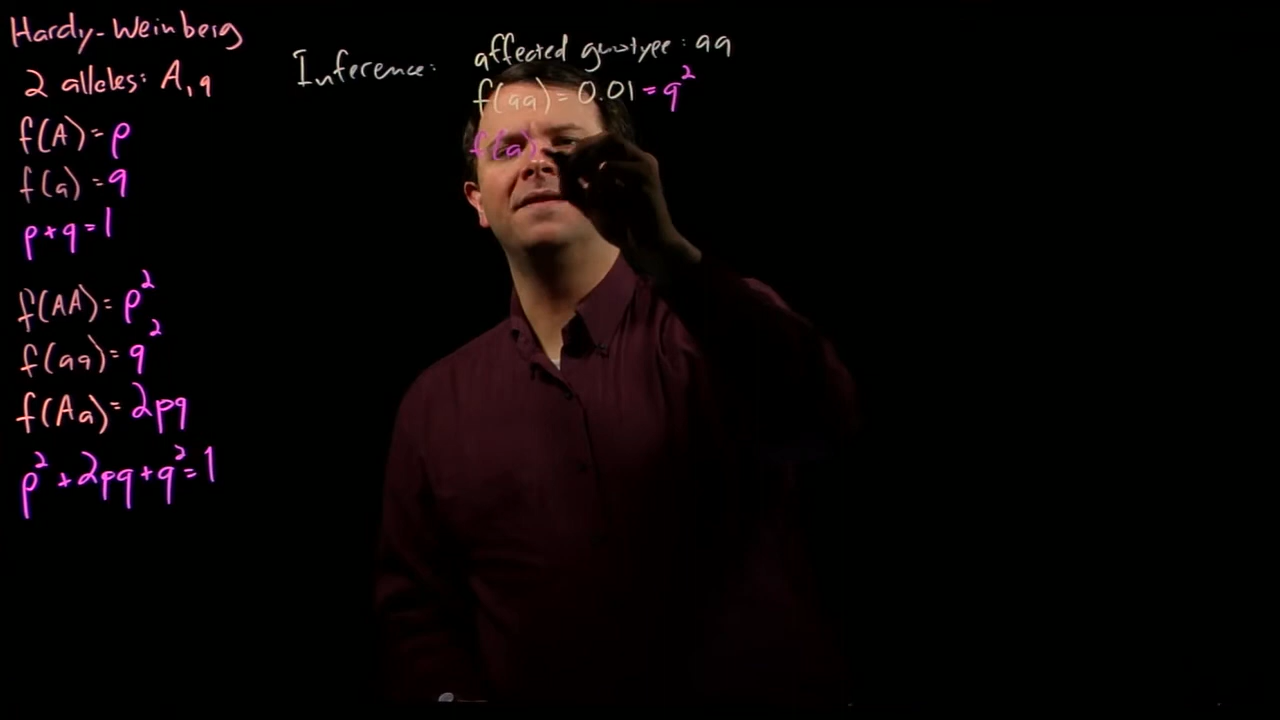 Hardy-Weinberg
2 alleles: A, a
f(A) = p
f(a) = q
p + q = 1
f(AA) = p²
f(aa) = q²
f(Aa) = 2pq
p² + 2pq + q² = 1
Inference:
affected genotype: aa
f(aa) = 0.01 = q²
f(a)